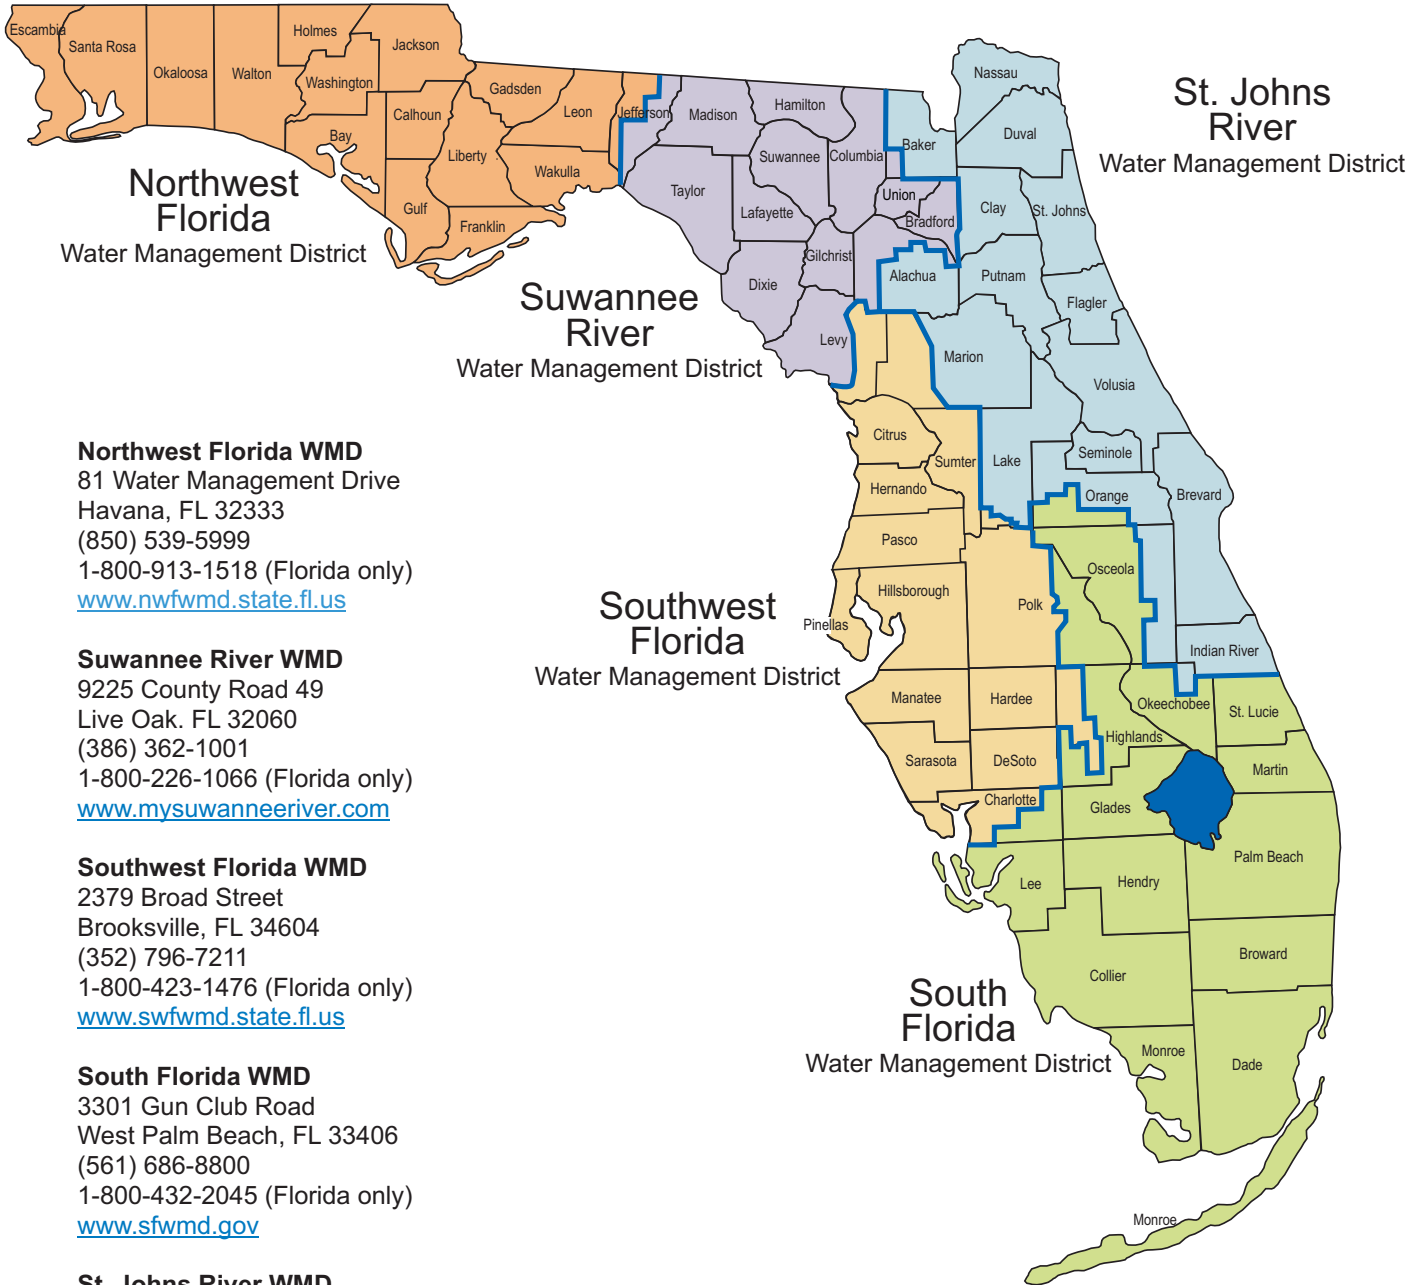 Escambia
Santa Rosa
Okaloosa
Walton
Holmes
Washington
Jackson
Bay
Calhoun
Gulf
Liberty
Gadsden
Leon
Wakulla
Franklin
Jefferson
Madison
Hamilton
Suwannee
Columbia
Taylor
Lafayette
Dixie
Gilchrist
Levy
Union
Bradford
Baker
Nassau
Duval
Clay
St. Johns
Alachua
Putnam
Flagler
Marion
Volusia
Citrus
Sumter
Lake
Seminole
Orange
Brevard
Hernando
Pasco
Hillsborough
Pinellas
Polk
Osceola
Indian River
Manatee
Hardee
Okeechobee
St. Lucie
Highlands
Sarasota
DeSoto
Martin
Charlotte
Glades
Palm Beach
Lee
Hendry
Broward
Collier
Monroe
Dade
Monroe
Northwest
Florida
Water Management District
Suwannee
River
Water Management District
St. Johns
River
Water Management District
Southwest
Florida
Water Management District
South
Florida
Water Management District
Northwest Florida WMD
81 Water Management Drive
Havana, FL 32333
(850) 539-5999
1-800-913-1518 (Florida only)
www.nwfwmd.state.fl.us
Suwannee River WMD
9225 County Road 49
Live Oak. FL 32060
(386) 362-1001
1-800-226-1066 (Florida only)
www.mysuwanneeriver.com
Southwest Florida WMD
2379 Broad Street
Brooksville, FL 34604
(352) 796-7211
1-800-423-1476 (Florida only)
www.swfwmd.state.fl.us
South Florida WMD
3301 Gun Club Road
West Palm Beach, FL 33406
(561) 686-8800
1-800-432-2045 (Florida only)
www.sfwmd.gov
St. Johns River WMD